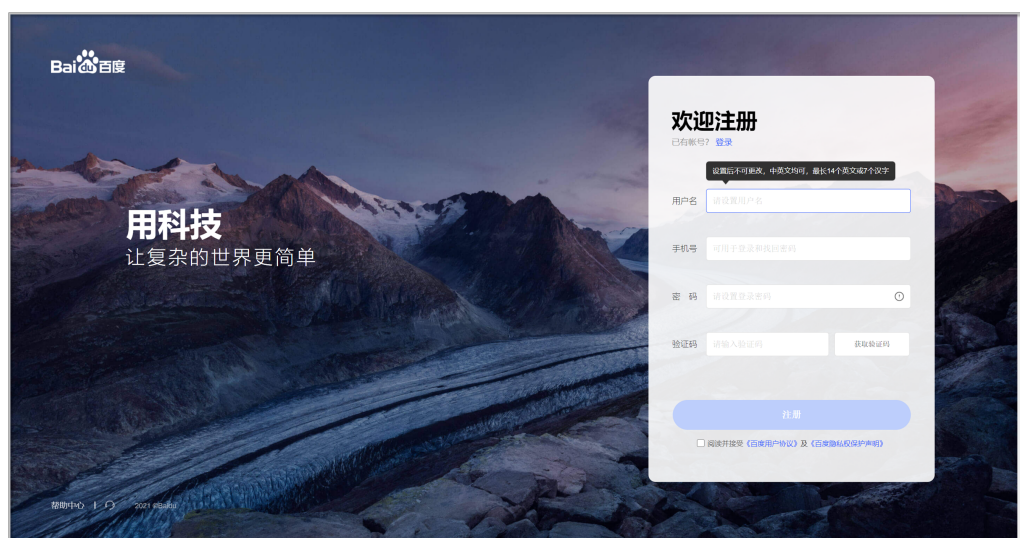 Baidu百度
欢迎注册
已有帐号? 登录
设置后不可更改，中英文均可，最长14个英文或7个汉字
用户名 请设置用户名
手机号 可用于登录和找回密码
密 码 请设置登录密码
验证码 请输入验证码 获取验证码
注册
阅读并接受《百度用户协议》及《百度隐私权保护声明》
用科技
让复杂的世界更简单
帮助中心 2021 ©Baidu